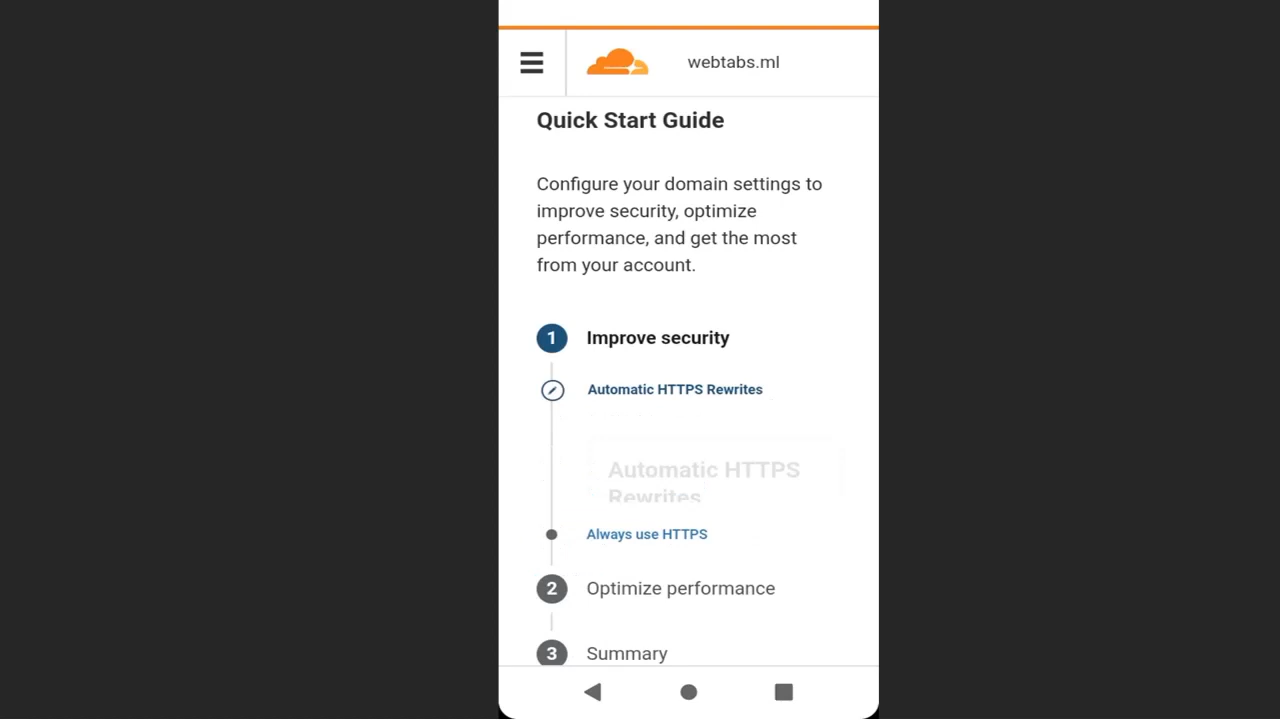 webtabs.ml
Quick Start Guide
Configure your domain settings to
improve security, optimize
performance, and get the most
from your account.
1 Improve security
Automatic HTTPS Rewrites
Automatic HTTPS
Rewrites
Always use HTTPS
2 Optimize performance
3 Summary